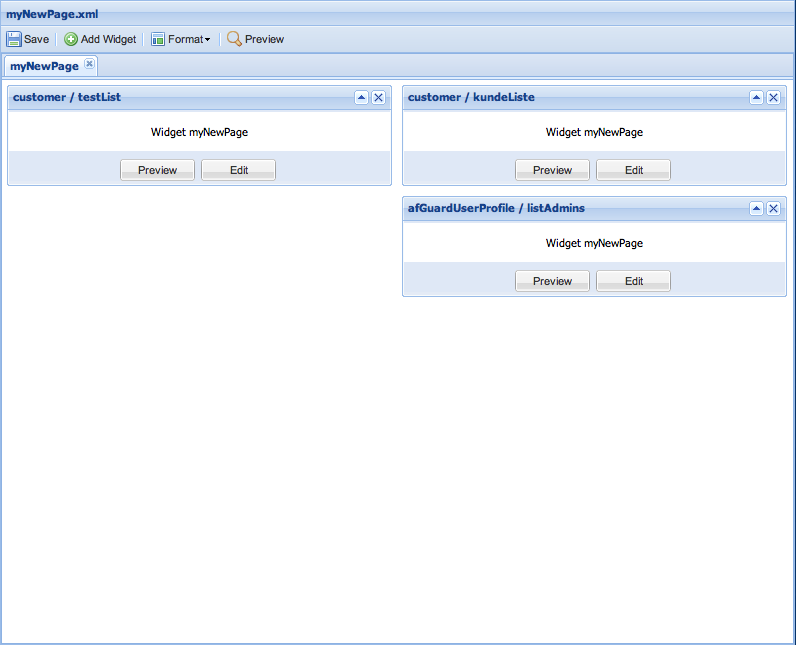 myNewPage.xml
Save Add Widget Format Preview
myNewPage
customer / testList
Widget myNewPage
Preview Edit
customer / kundeListe
Widget myNewPage
Preview Edit
afGuardUserProfile / listAdmins
Widget myNewPage
Preview Edit